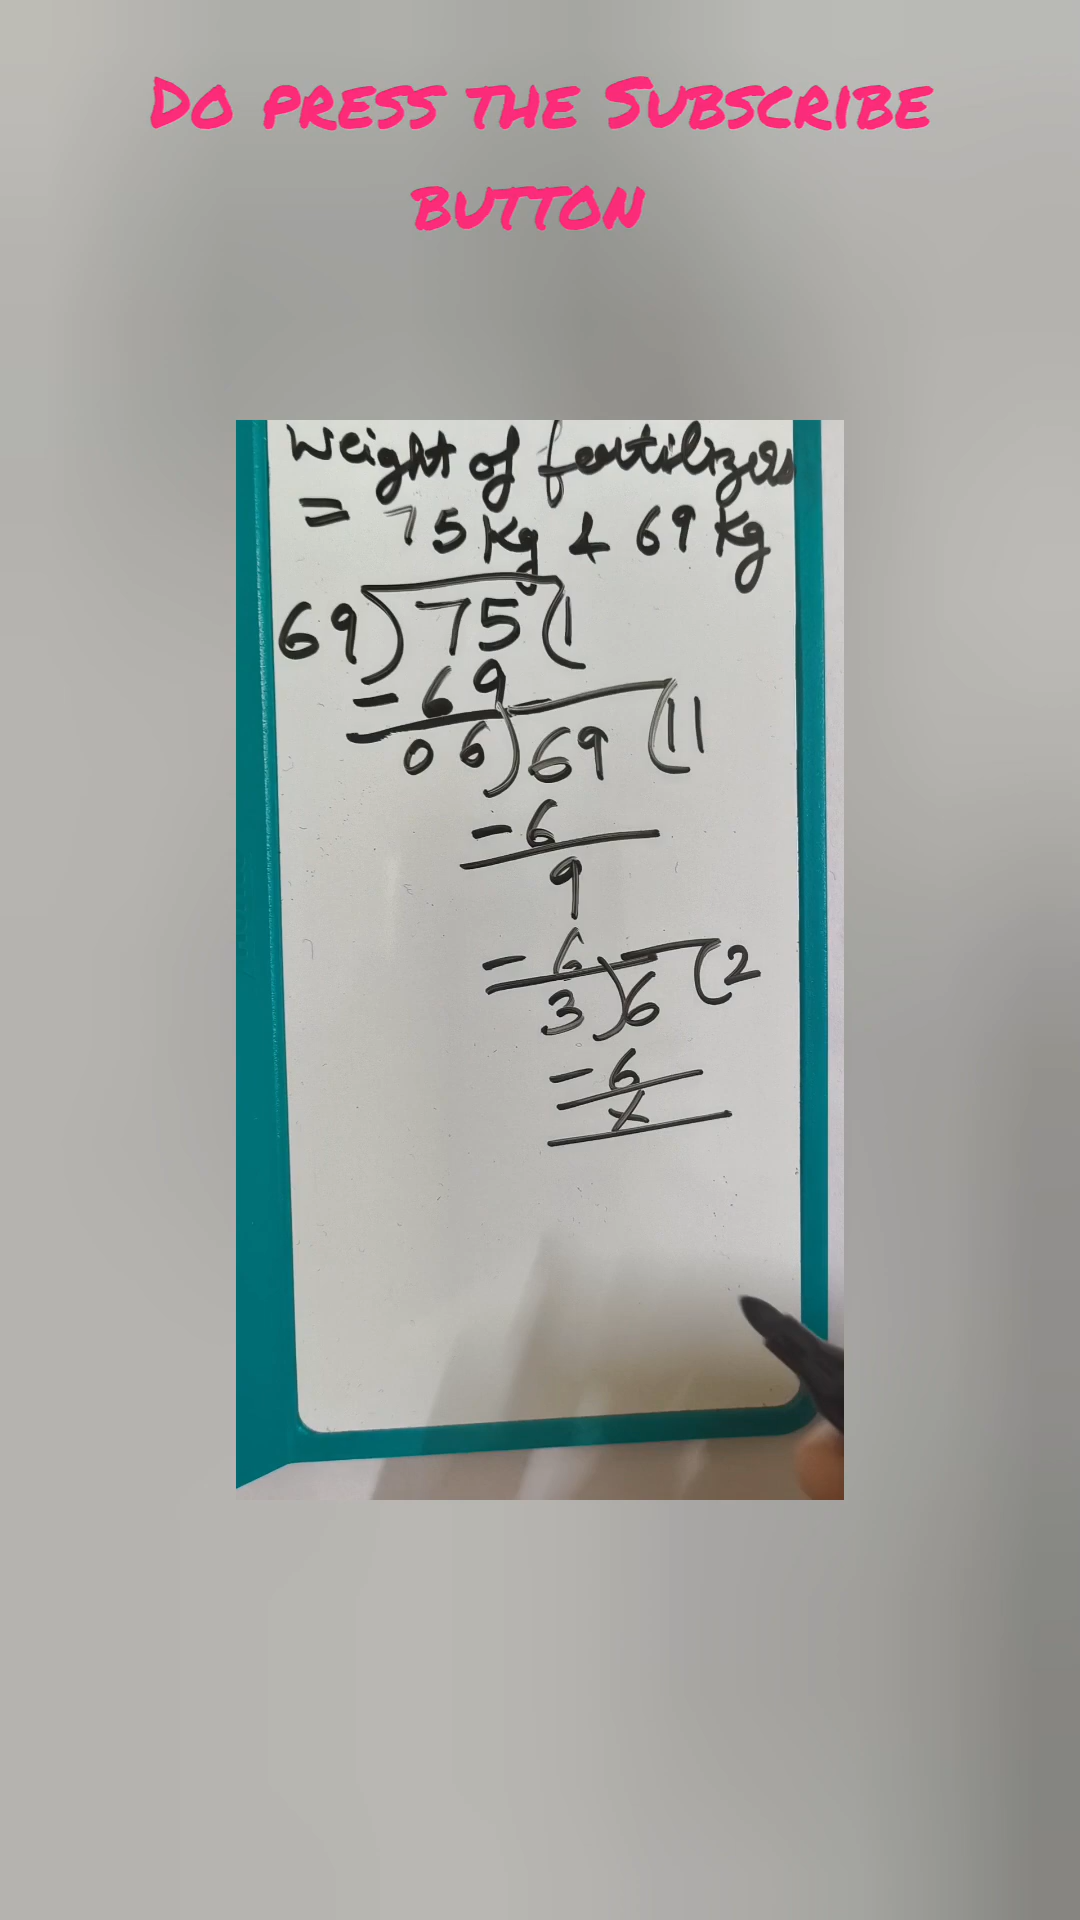 Do press the Subscribe
button
Weight of fertilizers
= 75 Kg & 69 Kg
69) 75 (1
- 69
06) 69 (11
- 6
9
- 6
3) 6 (2
- 6
x